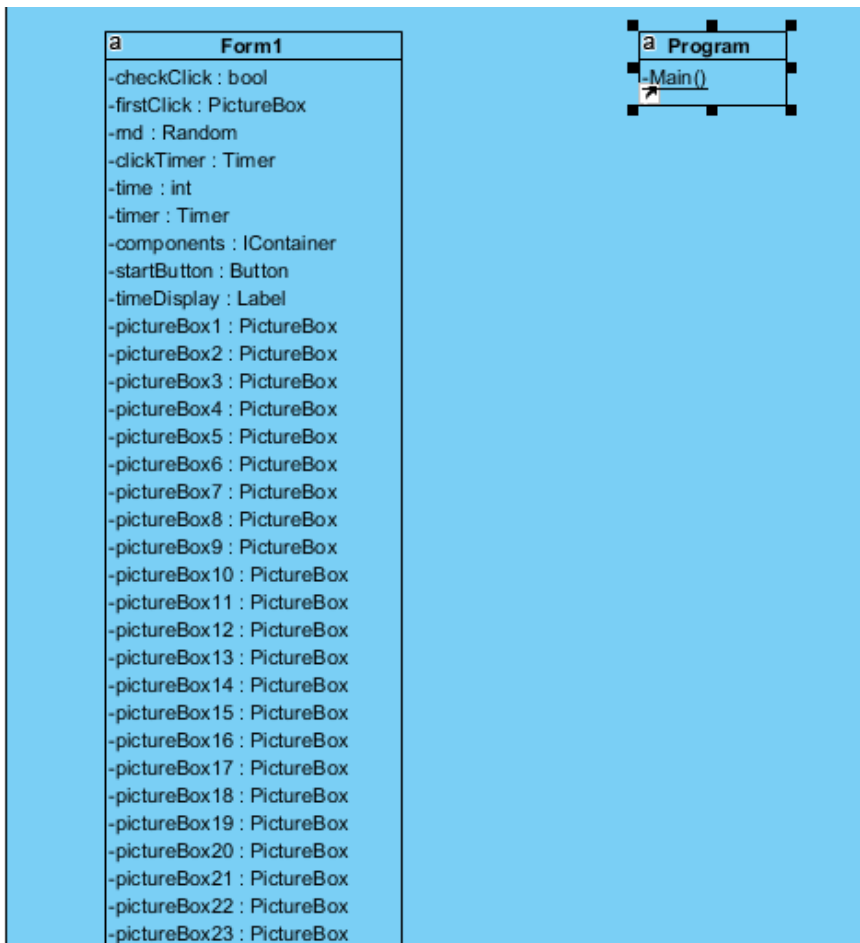 a Form1
-checkClick : bool
-firstClick : PictureBox
-rnd : Random
-clickTimer : Timer
-time : int
-timer : Timer
-components : IContainer
-startButton : Button
-timeDisplay : Label
-pictureBox1 : PictureBox
-pictureBox2 : PictureBox
-pictureBox3 : PictureBox
-pictureBox4 : PictureBox
-pictureBox5 : PictureBox
-pictureBox6 : PictureBox
-pictureBox7 : PictureBox
-pictureBox8 : PictureBox
-pictureBox9 : PictureBox
-pictureBox10 : PictureBox
-pictureBox11 : PictureBox
-pictureBox12 : PictureBox
-pictureBox13 : PictureBox
-pictureBox14 : PictureBox
-pictureBox15 : PictureBox
-pictureBox16 : PictureBox
-pictureBox17 : PictureBox
-pictureBox18 : PictureBox
-pictureBox19 : PictureBox
-pictureBox20 : PictureBox
-pictureBox21 : PictureBox
-pictureBox22 : PictureBox
-pictureBox23 : PictureBox
a Program
-Main()